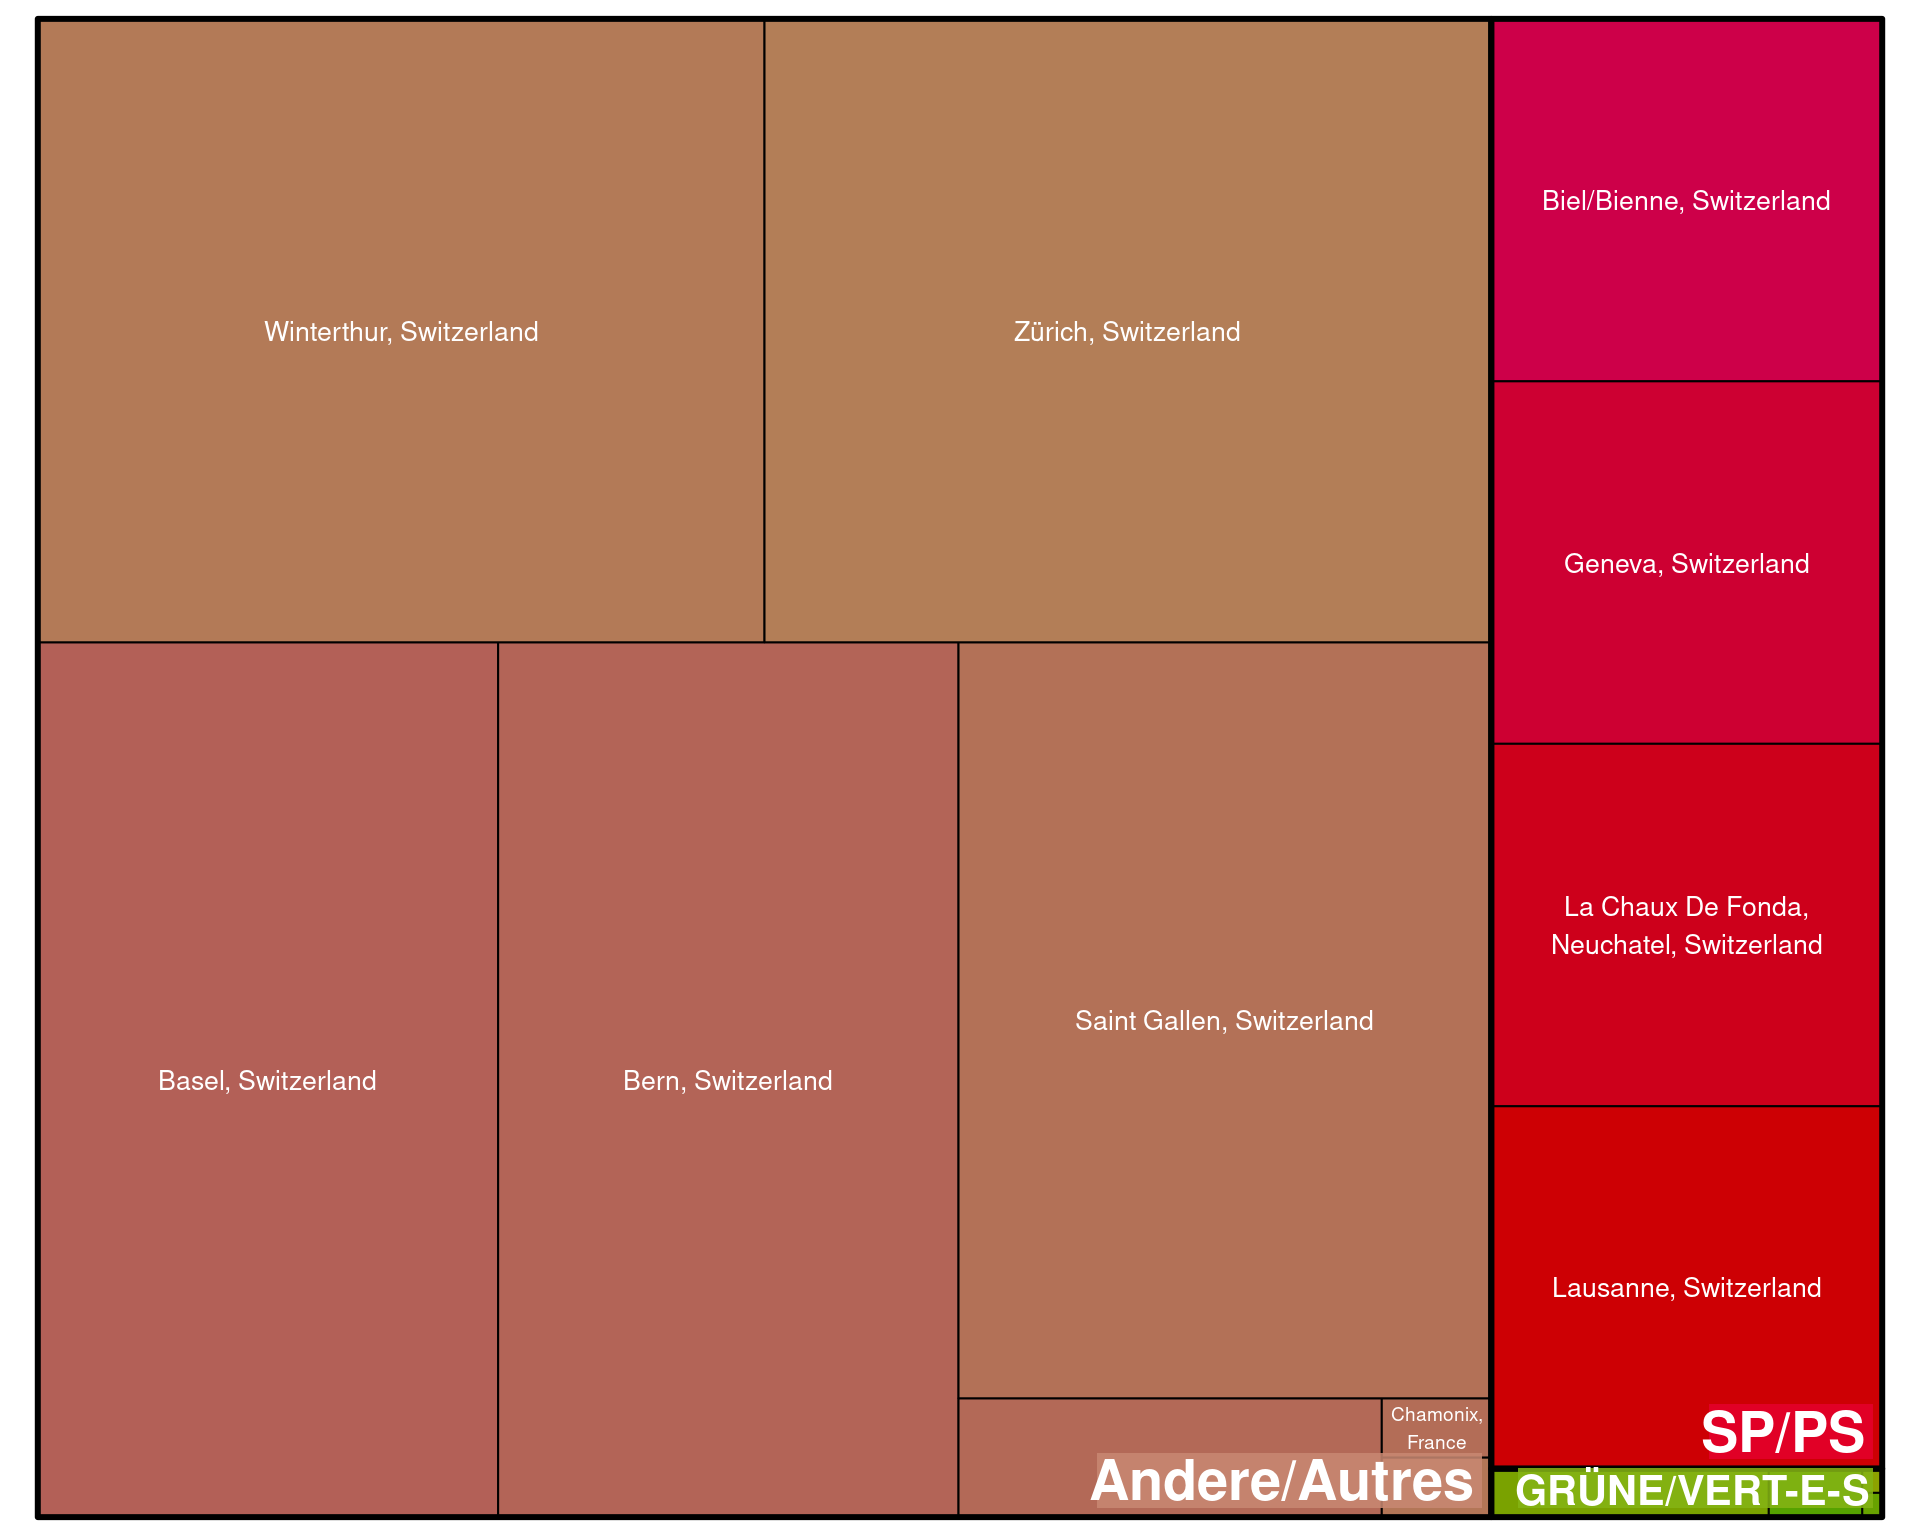 Winterthur, Switzerland
Zürich, Switzerland
Biel/Bienne, Switzerland
Geneva, Switzerland
La Chaux De Fonda,
Neuchatel, Switzerland
Basel, Switzerland
Bern, Switzerland
Saint Gallen, Switzerland
Lausanne, Switzerland
Chamonix,
France
Andere/Autres
SP/PS
GRÜNE/VERT-E-S